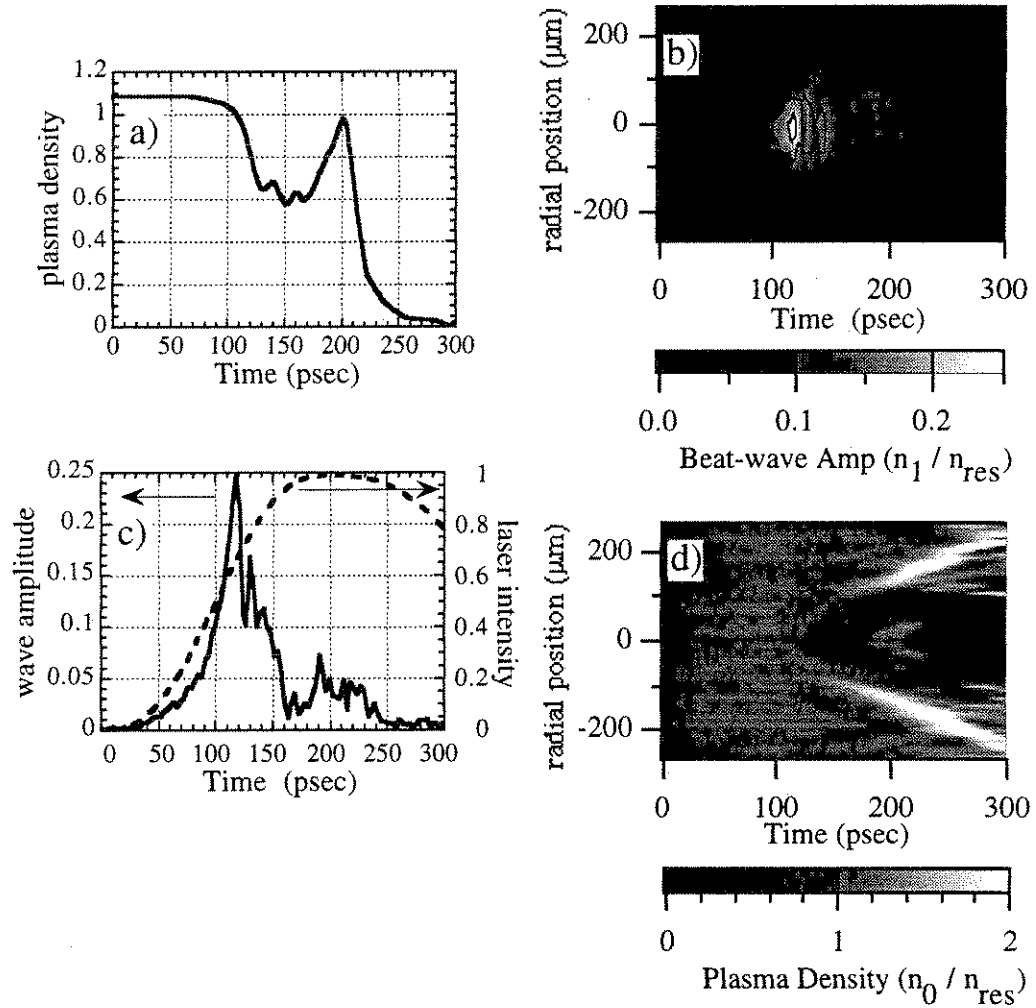 a)
plasma density
1.2
1
0.8
0.6
0.4
0.2
0
0 50 100 150 200 250 300
Time (psec)
b)
radial position (μm)
200
0
-200
0 100 200 300
Time (psec)
0.0 0.1 0.2
Beat-wave Amp (n1 / nres)
c)
wave amplitude
0.25
0.2
0.15
0.1
0.05
0
laser intensity
1
0.8
0.6
0.4
0.2
0
0 50 100 150 200 250 300
Time (psec)
d)
radial position (μm)
200
0
-200
0 100 200 300
Time (psec)
0 1 2
Plasma Density (n0 / nres)